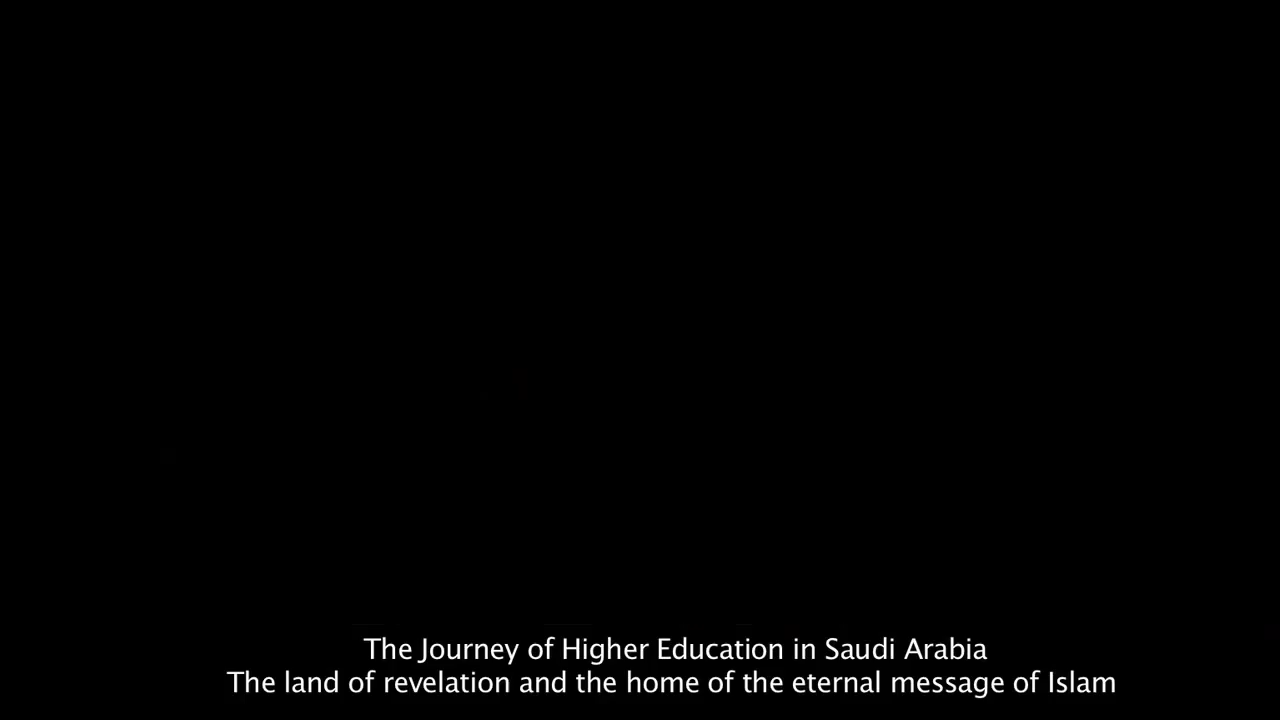 The Journey of Higher Education in Saudi Arabia
The land of revelation and the home of the eternal message of Islam